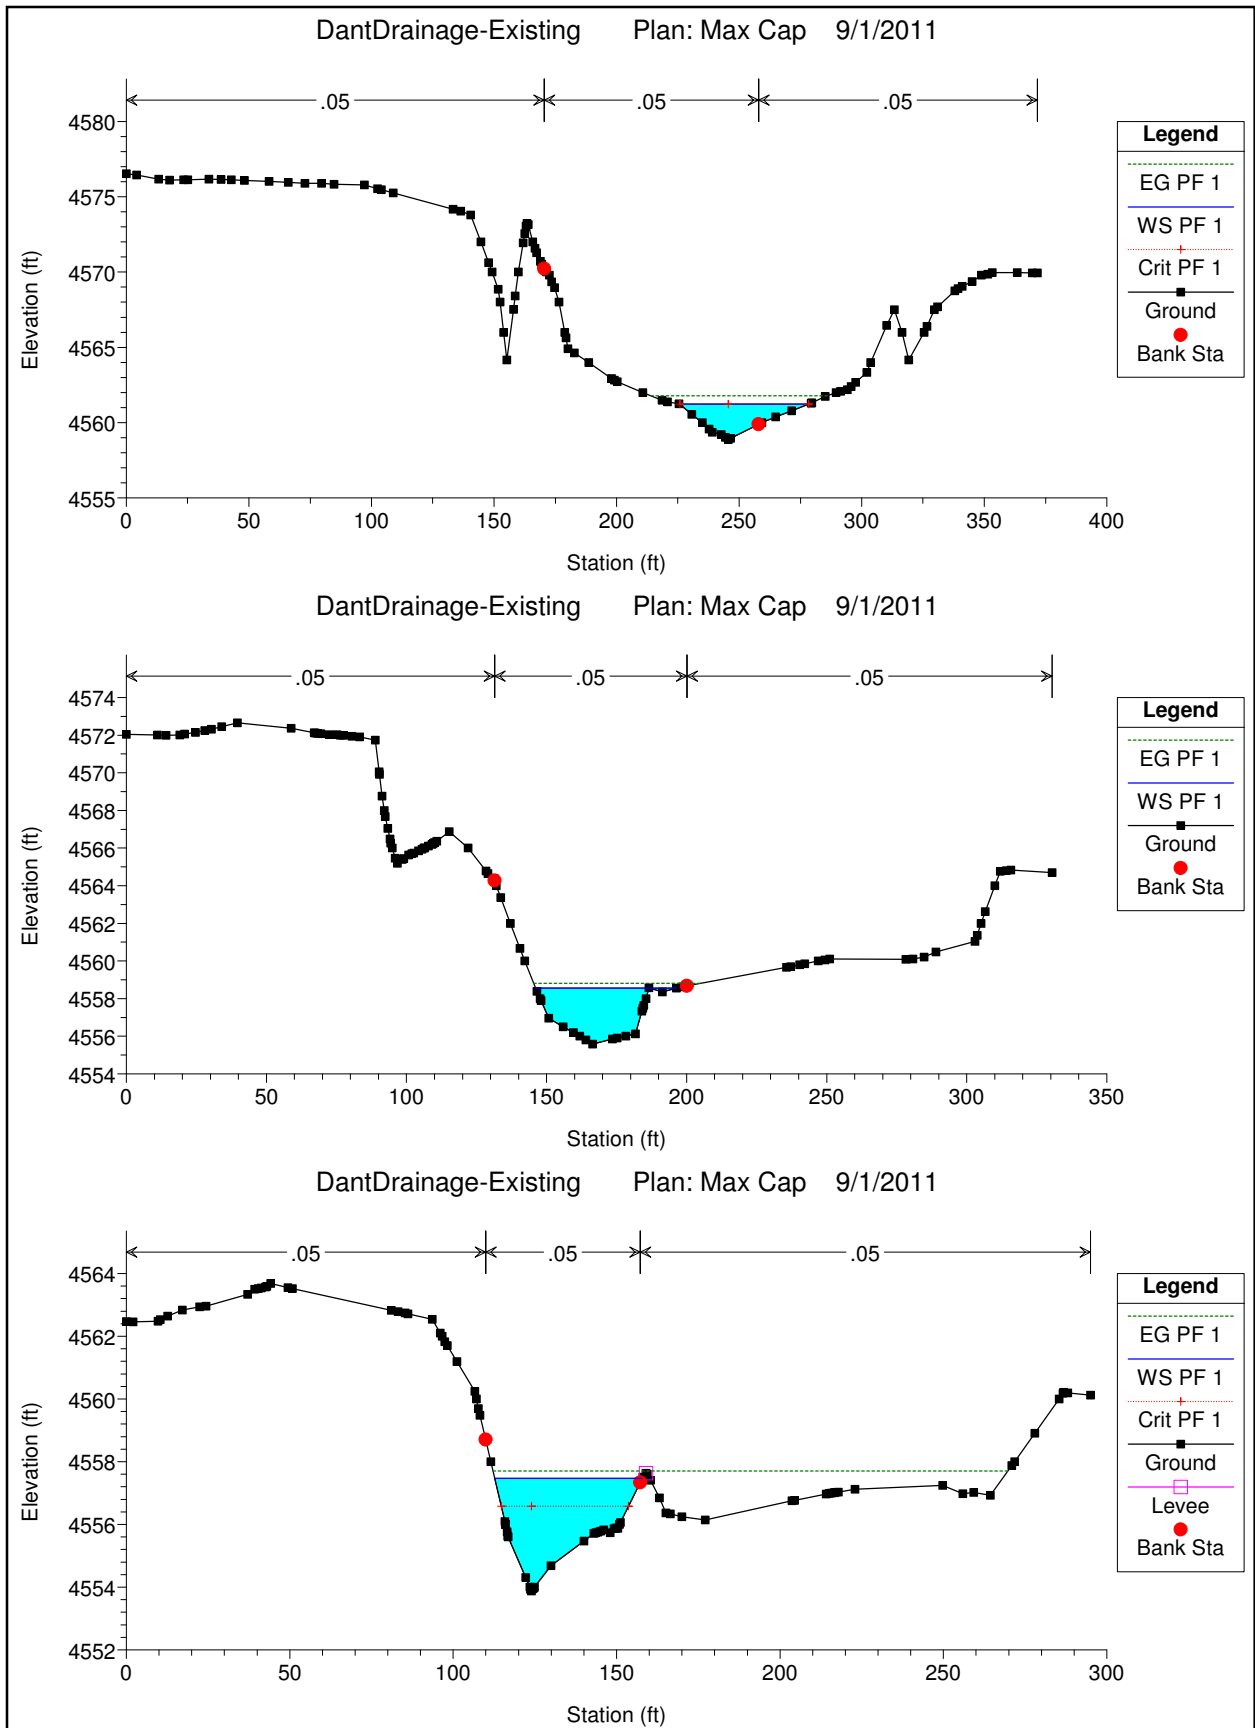 DantDrainage-Existing Plan: Max Cap 9/1/2011
.05 .05 .05
4580
4575
4570
4565
4560
4555
Elevation (ft)
0 50 100 150 200 250 300 350 400
Station (ft)
Legend
EG PF 1
WS PF 1
Crit PF 1
Ground
Bank Sta
DantDrainage-Existing Plan: Max Cap 9/1/2011
.05 .05 .05
4574
4572
4570
4568
4566
4564
4562
4560
4558
4556
4554
Elevation (ft)
0 50 100 150 200 250 300 350
Station (ft)
Legend
EG PF 1
WS PF 1
Ground
Bank Sta
DantDrainage-Existing Plan: Max Cap 9/1/2011
.05 .05 .05
4564
4562
4560
4558
4556
4554
4552
Elevation (ft)
0 50 100 150 200 250 300
Station (ft)
Legend
EG PF 1
WS PF 1
Crit PF 1
Ground
Levee
Bank Sta